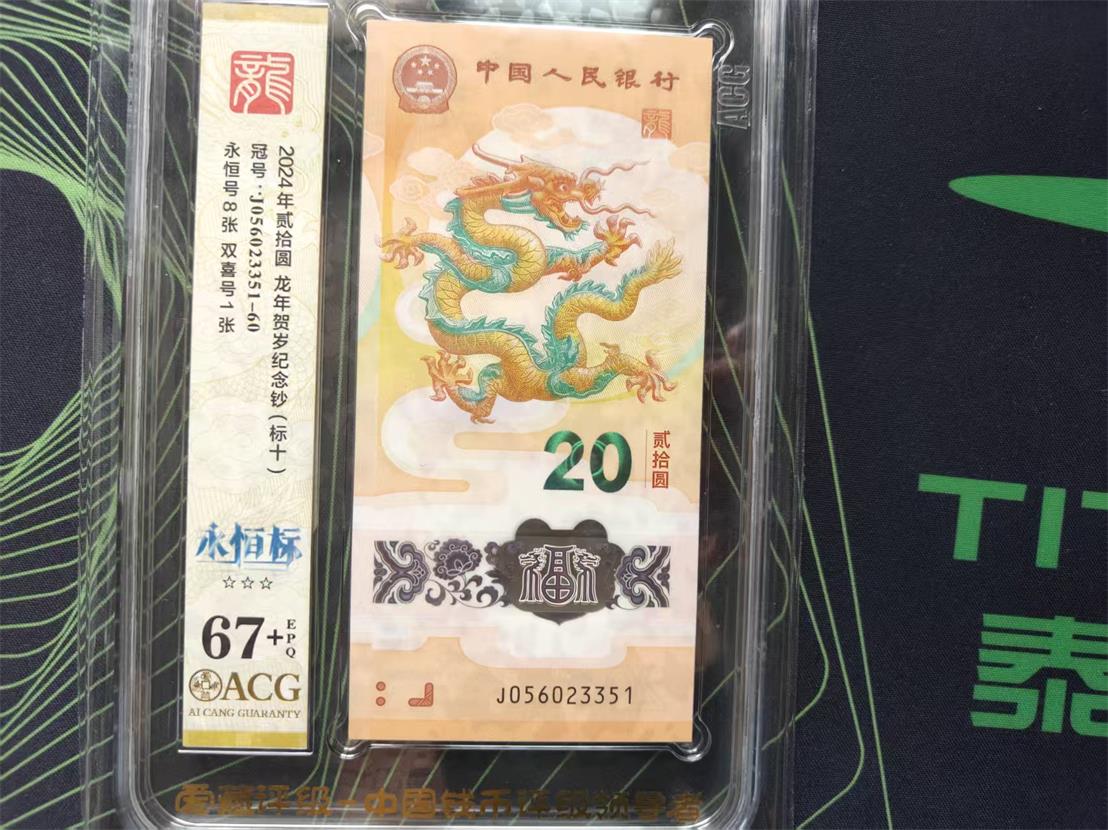 龍
2024年贰拾圆 龙年贺岁纪念钞(标十)
冠号:J056023351-60
永恒号8张 双喜号1张
永恒标
☆☆☆
67+
EPQ
ACG
AI CANG GUARANTY
中国人民银行
龍
20
贰拾圆
福
J056023351
ACG
爱藏评级-中国钱币评级领导者
TIT
泰